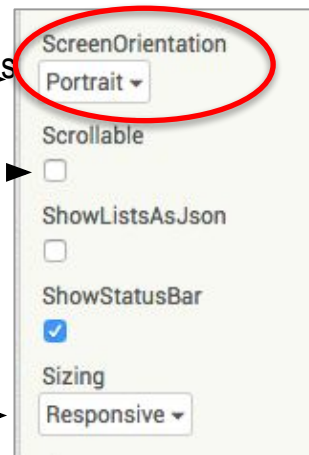 ScreenOrientation
s
Portrait
Scrollable
ShowListsAsJson
ShowStatusBar
Sizing
Responsive